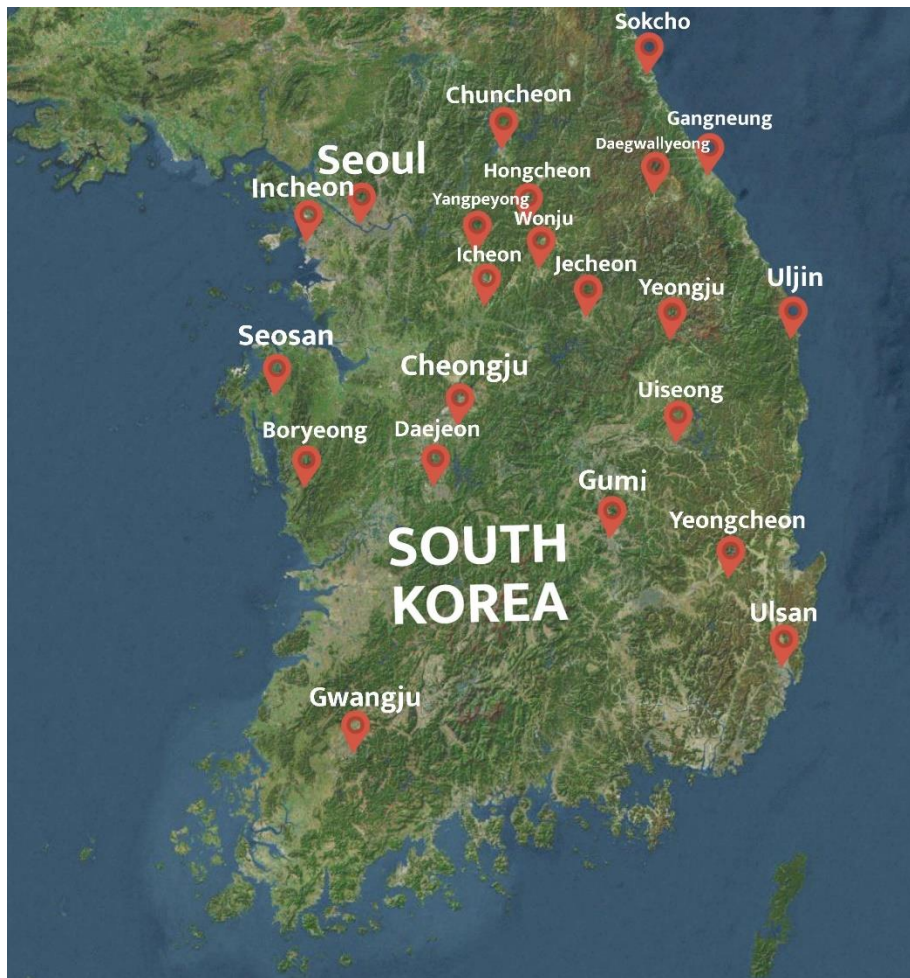 Sokcho
Chuncheon
Gangneung
Daegwallyeong
Seoul
Hongcheon
Incheon
Yangpeyong
Wonju
Icheon
Jecheon
Yeongju
Uljin
Seosan
Cheongju
Uiseong
Boryeong
Daejeon
Gumi
Yeongcheon
SOUTH
KOREA
Ulsan
Gwangju